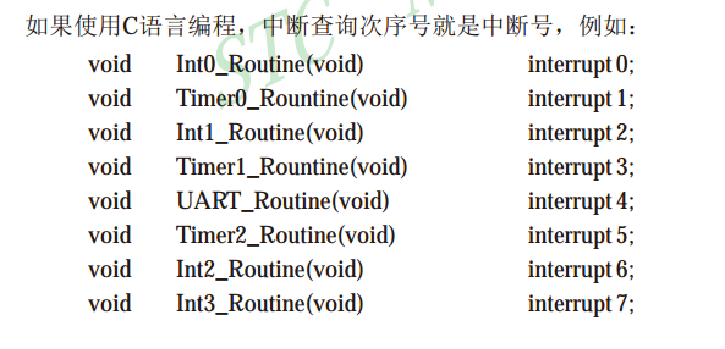 如果使用C语言编程，中断查询次序号就是中断号，例如：
void Int0_Routine(void) interrupt 0;
void Timer0_Rountine(void) interrupt 1;
void Int1_Routine(void) interrupt 2;
void Timer1_Rountine(void) interrupt 3;
void UART_Routine(void) interrupt 4;
void Timer2_Routine(void) interrupt 5;
void Int2_Routine(void) interrupt 6;
void Int3_Routine(void) interrupt 7;
STC